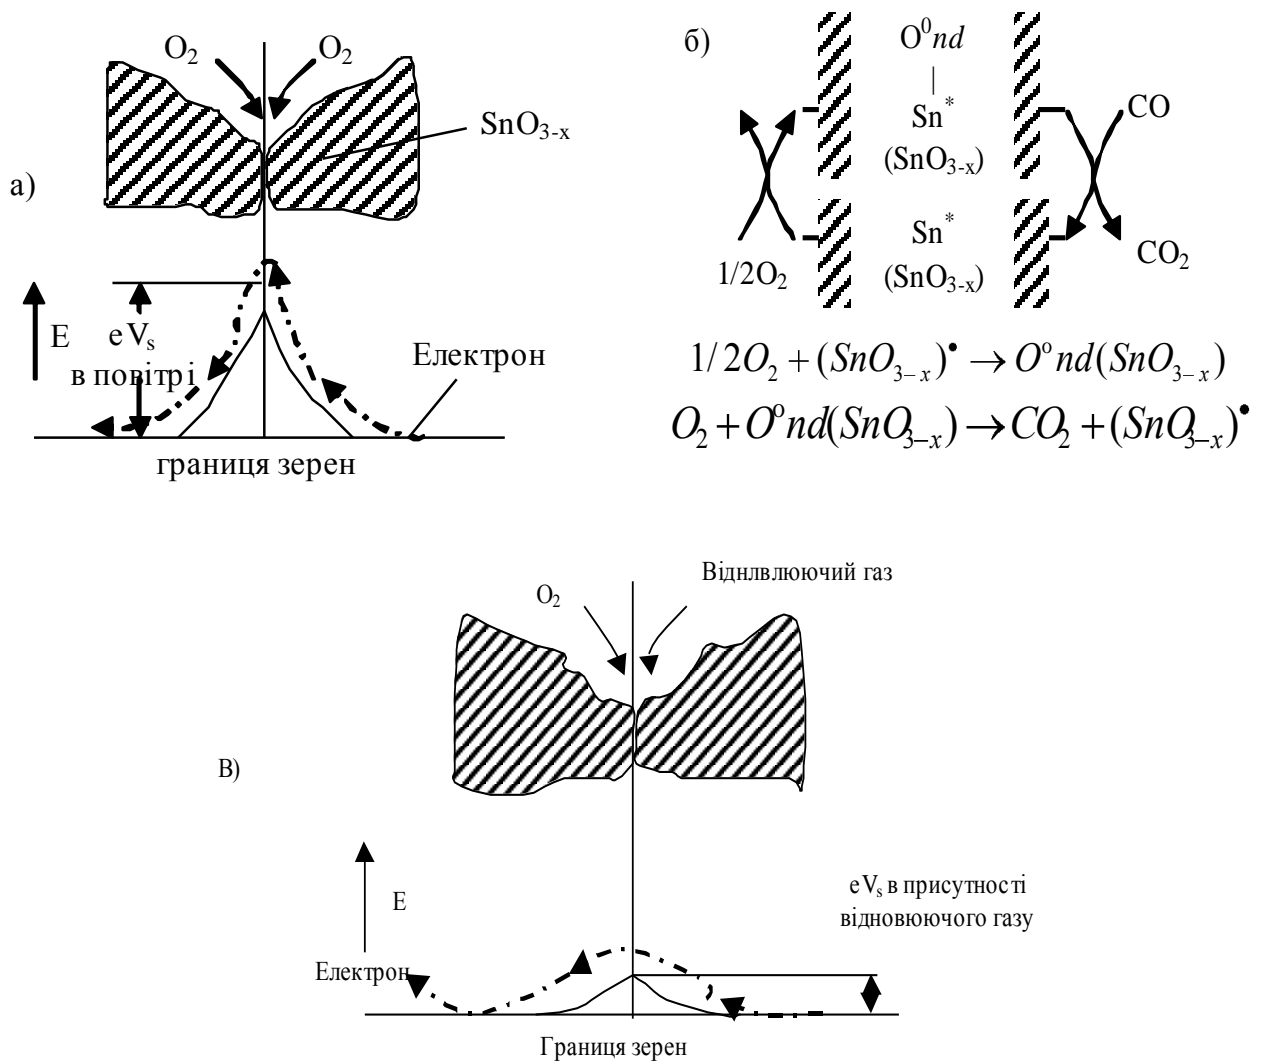 а)
O₂
O₂
SnO₃₋ₓ
E
eVₛ
в повітрі
Електрон
границя зерен
б)
O⁰nd
|
Sn*
(SnO₃₋ₓ)
Sn*
(SnO₃₋ₓ)
1/2O₂
CO
CO₂
1/2O₂ + (SnO₃₋ₓ)• → O°nd(SnO₃₋ₓ)
O₂ + O°nd(SnO₃₋ₓ) → CO₂ + (SnO₃₋ₓ)•
В)
O₂
Віднлвлюючий газ
E
Електрон
eVₛ в присутності
відновюючого газу
Границя зерен